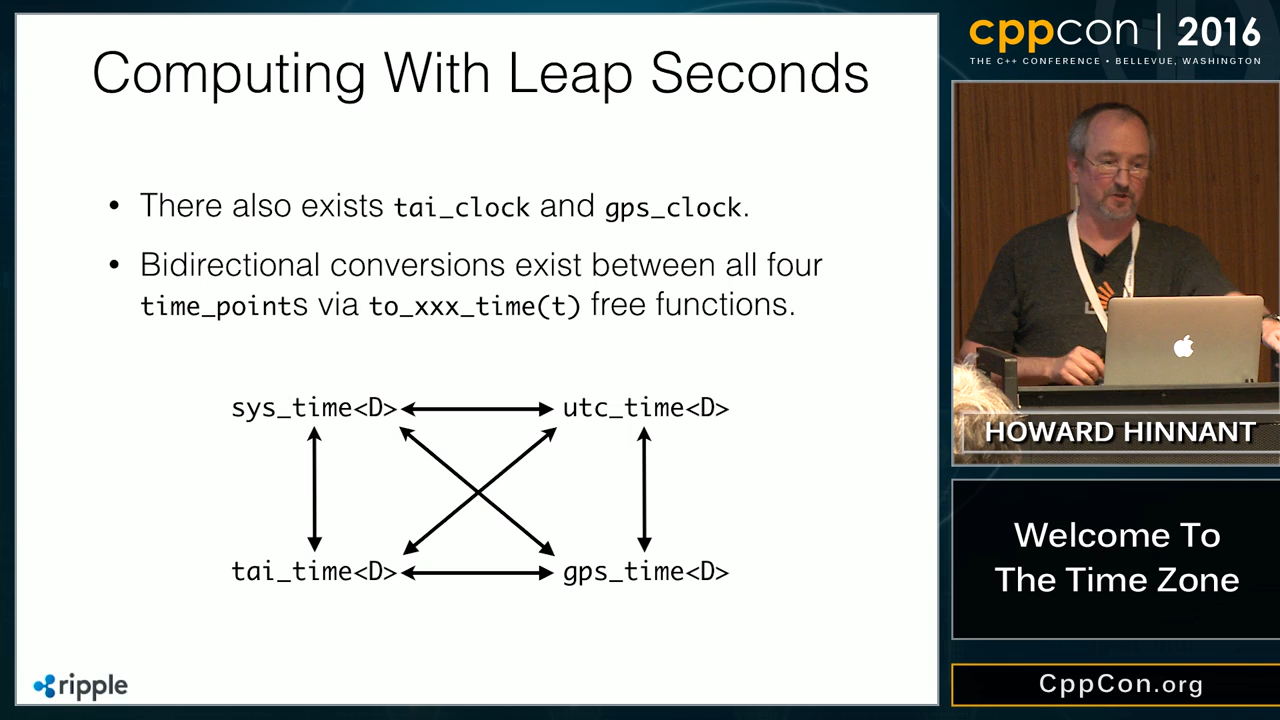 Computing With Leap Seconds
• There also exists tai_clock and gps_clock.
• Bidirectional conversions exist between all four
time_points via to_xxx_time(t) free functions.
sys_time<D>
utc_time<D>
tai_time<D>
gps_time<D>
ripple
cppcon | 2016
THE C++ CONFERENCE • BELLEVUE, WASHINGTON
HOWARD HINNANT
Welcome To
The Time Zone
CppCon.org